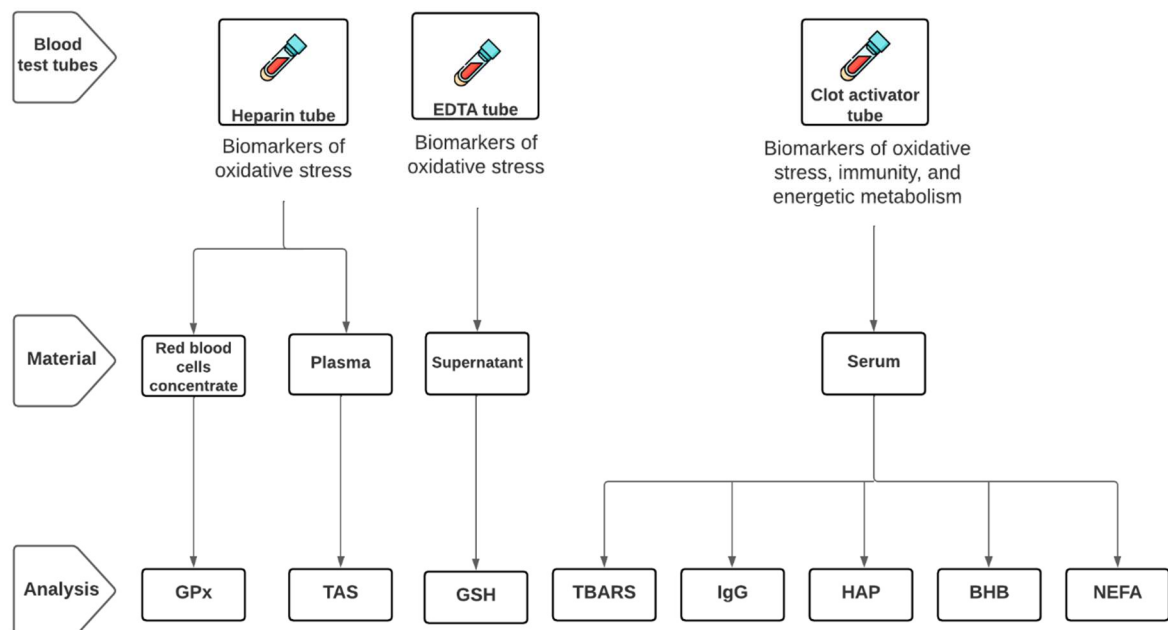 Blood
test tubes
Heparin tube
EDTA tube
Clot activator
tube
Biomarkers of
oxidative stress
Biomarkers of
oxidative stress
Biomarkers of oxidative
stress, immunity, and
energetic metabolism
Material
Red blood
cells
concentrate
Plasma
Supernatant
Serum
Analysis
GPx
TAS
GSH
TBARS
IgG
HAP
BHB
NEFA